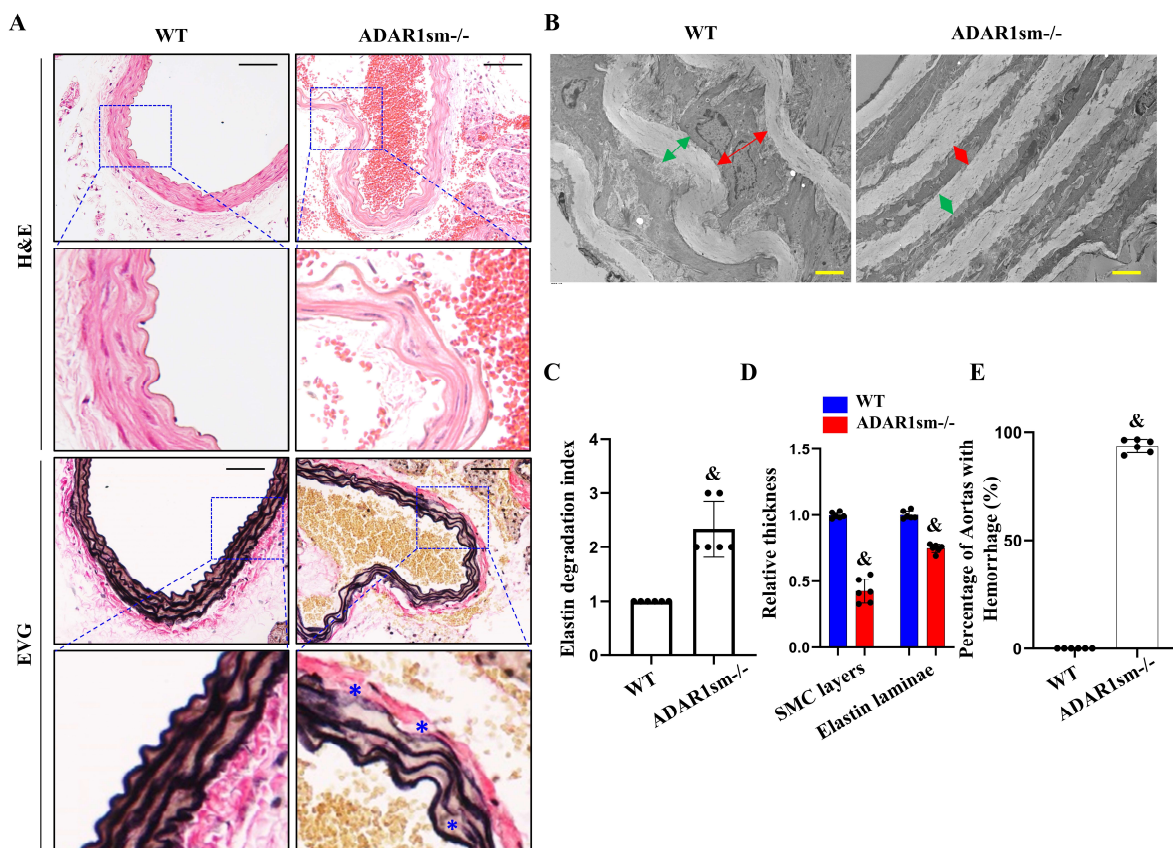 A
WT
ADAR1sm-/-
H&E
EVG
*
*
*
B
WT
ADAR1sm-/-
C
Elastin degradation index
4
3
2
1
0
&
WT
ADAR1sm-/-
D
WT
ADAR1sm-/-
Relative thickness
1.5
1.0
0.5
0.0
&
&
SMC layers
Elastin laminae
E
Percentage of Aortas with
Hemorrhage (%)
100
50
0
&
WT
ADAR1sm-/-